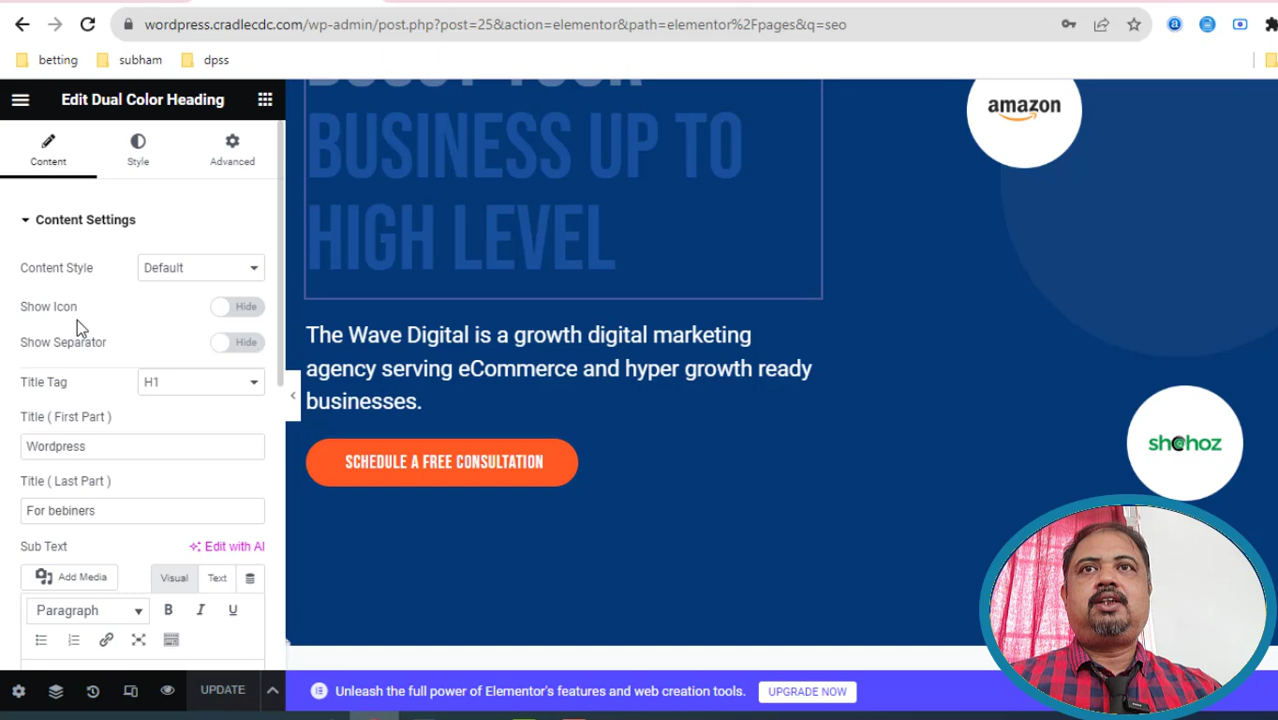 wordpress.cradlecdc.com/wp-admin/post.php?post=25&action=elementor&path=elementor%2Fpages&q=seo
betting subham dpss
Edit Dual Color Heading
Content Style Advanced
Content Settings
Content Style Default
Show Icon Hide
Show Separator Hide
Title Tag H1
Title ( First Part )
Wordpress
Title ( Last Part )
For bebiners
Sub Text Edit with AI
Add Media Visual Text
Paragraph B I U
UPDATE
BOOST YOUR
BUSINESS UP TO
HIGH LEVEL
The Wave Digital is a growth digital marketing
agency serving eCommerce and hyper growth ready
businesses.
SCHEDULE A FREE CONSULTATION
amazon
sh@hoz
Unleash the full power of Elementor's features and web creation tools. UPGRADE NOW